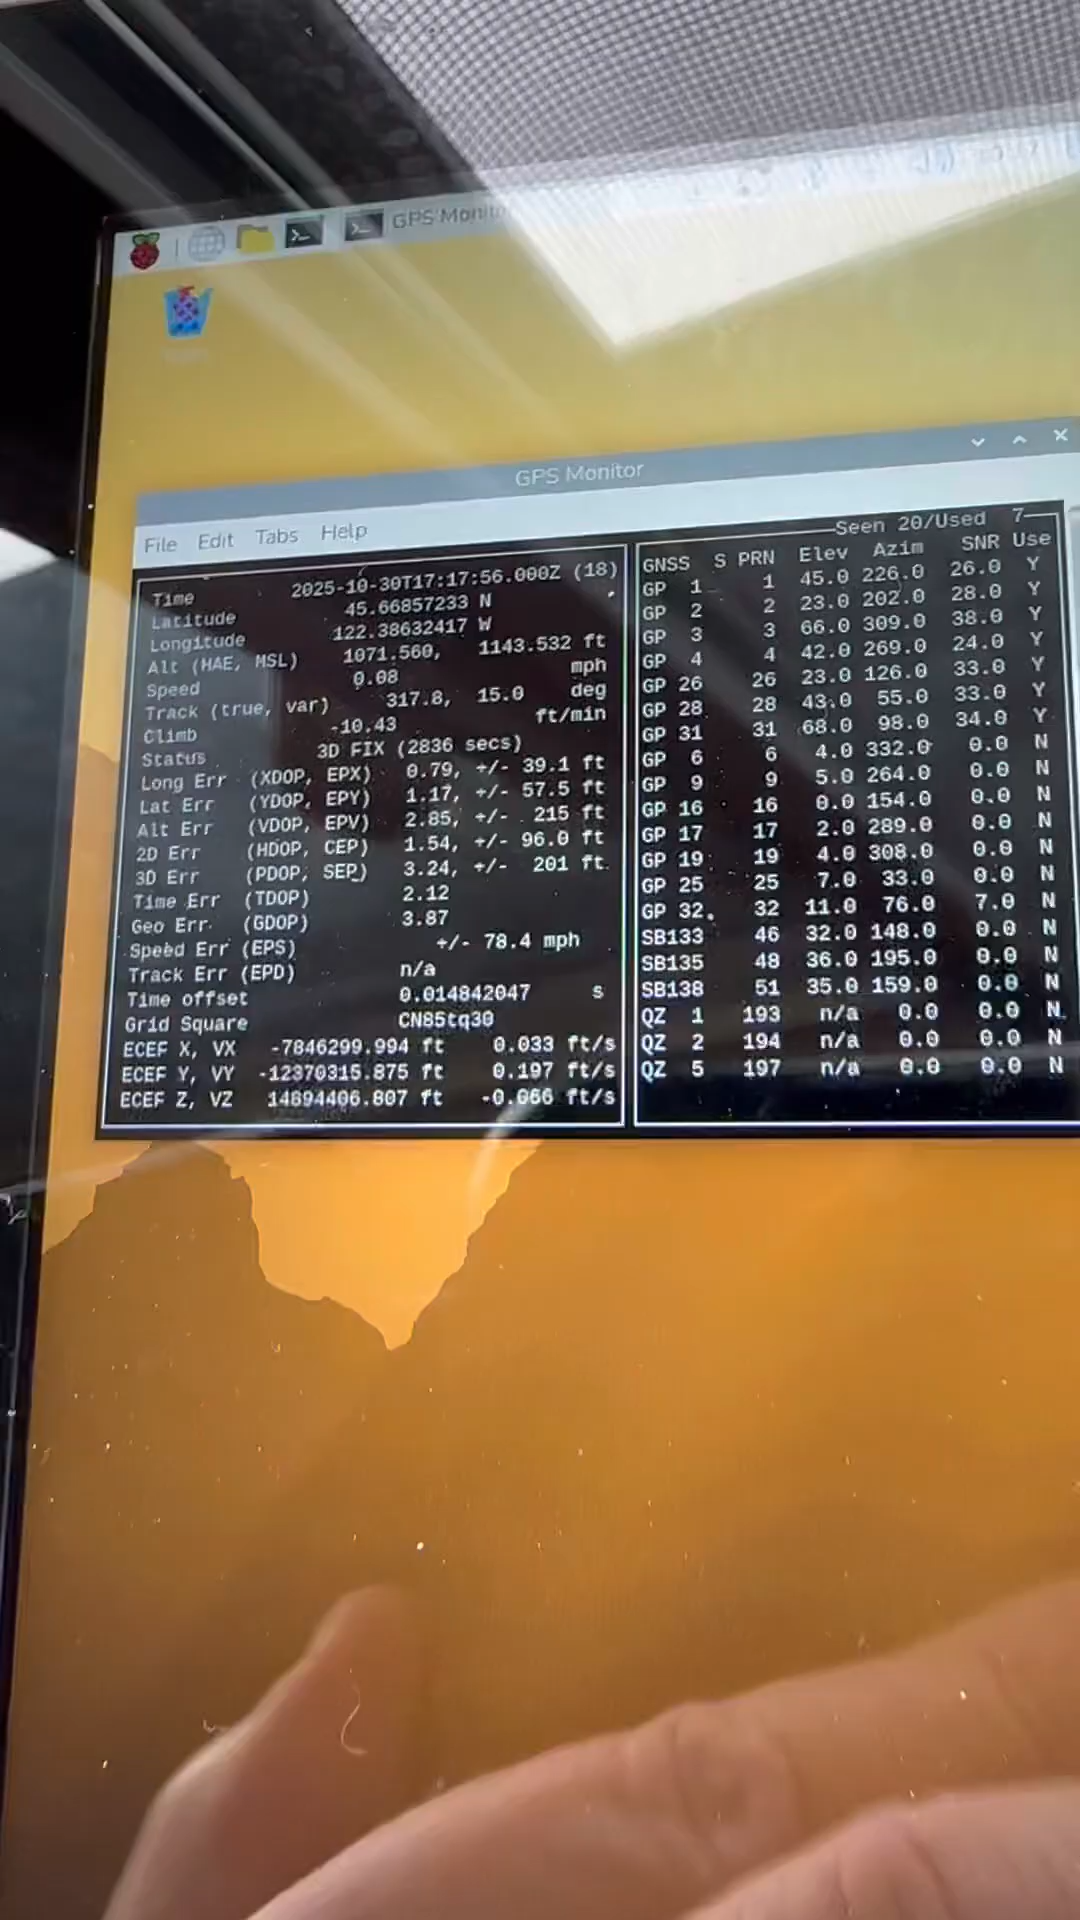 GPS Monito
GPS Monitor
File Edit Tabs Help
Time 2025-10-30T17:17:56.000Z (18)
Latitude 45.66857233 N
Longitude 122.38632417 W
Alt (HAE, MSL) 1071.560, 1143.532 ft
Speed 0.08 mph
Track (true, var) 317.8, 15.0 deg
Climb -10.43 ft/min
Status 3D FIX (2836 secs)
Long Err (XDOP, EPX) 0.79, +/- 39.1 ft
Lat Err (YDOP, EPY) 1.17, +/- 57.5 ft
Alt Err (VDOP, EPV) 2.85, +/- 215 ft
2D Err (HDOP, CEP) 1.54, +/- 96.0 ft
3D Err (PDOP, SEP) 3.24, +/- 201 ft
Time Err (TDOP) 2.12
Geo Err (GDOP) 3.87
Speed Err (EPS) +/- 78.4 mph
Track Err (EPD) n/a
Time offset 0.014842047 s
Grid Square CN85tq30
ECEF X, VX -7846299.994 ft 0.033 ft/s
ECEF Y, VY -12370315.875 ft 0.197 ft/s
ECEF Z, VZ 14894406.807 ft -0.066 ft/s
Seen 20/Used 7
GNSS S PRN Elev Azim SNR Use
GP 1 1 45.0 226.0 26.0 Y
GP 2 2 23.0 202.0 28.0 Y
GP 3 3 66.0 309.0 38.0 Y
GP 4 4 42.0 269.0 24.0 Y
GP 26 26 23.0 126.0 33.0 Y
GP 28 28 43.0 55.0 33.0 Y
GP 31 31 68.0 98.0 34.0 Y
GP 6 6 4.0 332.0 0.0 N
GP 9 9 5.0 264.0 0.0 N
GP 16 16 0.0 154.0 0.0 N
GP 17 17 2.0 289.0 0.0 N
GP 19 19 4.0 308.0 0.0 N
GP 25 25 7.0 33.0 0.0 N
GP 32 32 11.0 76.0 7.0 N
SB133 46 32.0 148.0 0.0 N
SB135 48 36.0 195.0 0.0 N
SB138 51 35.0 159.0 0.0 N
QZ 1 193 n/a 0.0 0.0 N
QZ 2 194 n/a 0.0 0.0 N
QZ 5 197 n/a 0.0 0.0 N